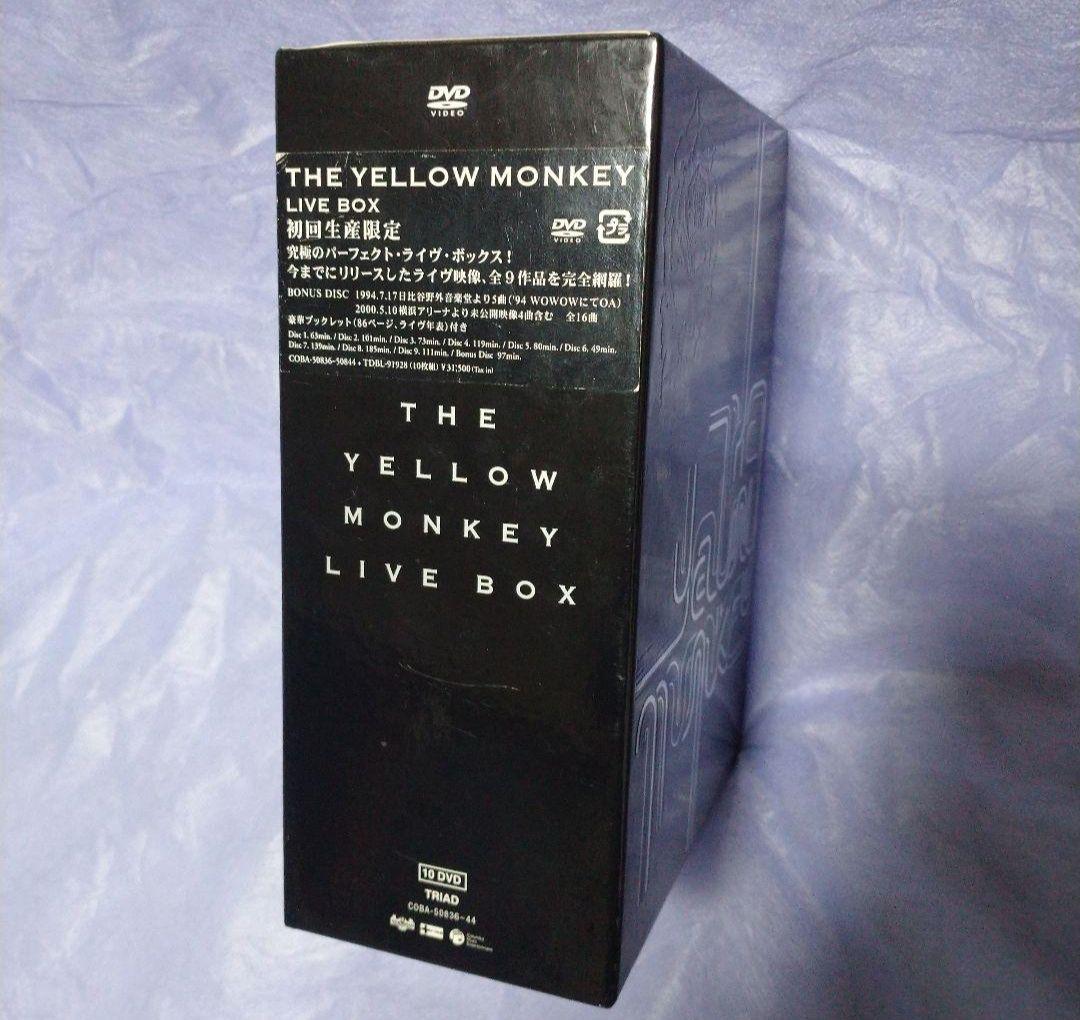 DVD
VIDEO
THE YELLOW MONKEY
LIVE BOX
初回生産限定
DVD
VIDEO
プラ
究極のパーフェクト・ライヴ・ボックス!
今までにリリースしたライヴ映像、全9作品を完全網羅!
BONUS DISC 1994.7.17日比谷野外音楽堂より5曲('94 WOWOWにてOA)
2000.5.10横浜アリーナより未公開映像4曲含む 全16曲
豪華ブックレット(86ページ、ライヴ年表)付き
Disc 1. 63min. / Disc 2. 101min. / Disc 3. 73min. / Disc 4. 119min. / Disc 5. 80min. / Disc 6. 49min.
Disc 7. 139min. / Disc 8. 185min. / Disc 9. 111min. / Bonus Disc 97min.
COBA-50836-50844+TDBL-91928 (10枚組) ¥31,500 (Tax in)
THE
YELLOW
MONKEY
LIVE BOX
10 DVD
TRIAD
COBA-50836~44
THE
YELLOW
MONKEY